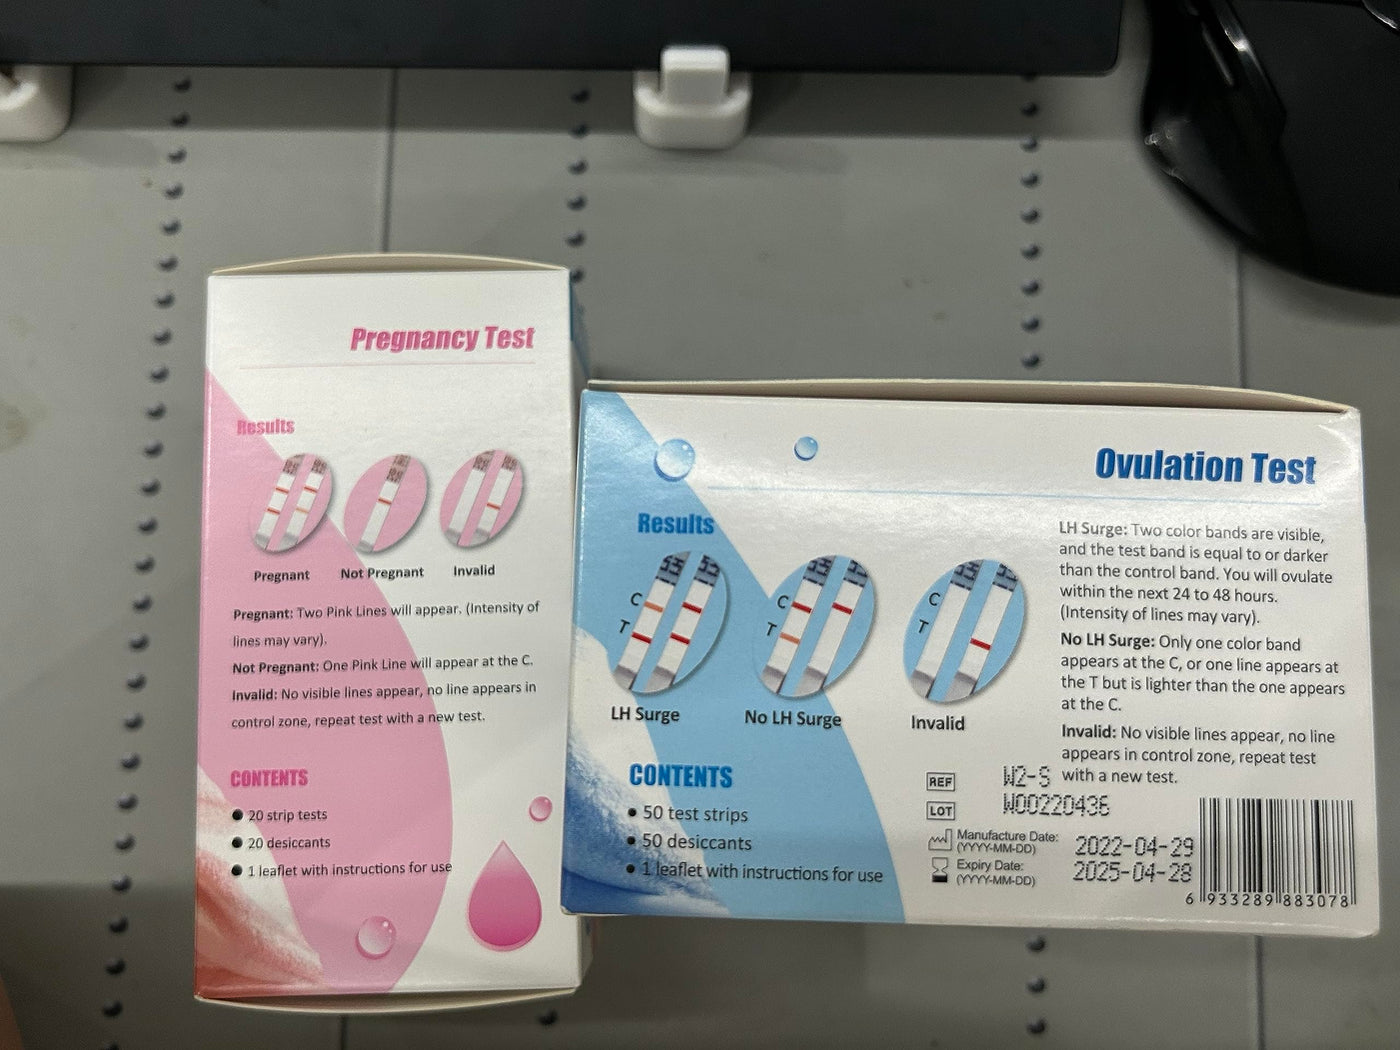 Pregnancy Test
Results
Pregnant
Not Pregnant
Invalid
Pregnant: Two Pink Lines will appear. (Intensity of
lines may vary).
Not Pregnant: One Pink Line will appear at the C.
Invalid: No visible lines appear, no line appears in
control zone, repeat test with a new test.
CONTENTS
• 20 strip tests
• 20 desiccants
• 1 leaflet with instructions for use
Ovulation Test
Results
C
T
C
T
C
T
LH Surge
No LH Surge
Invalid
LH Surge: Two color bands are visible,
and the test band is equal to or darker
than the control band. You will ovulate
within the next 24 to 48 hours.
(Intensity of lines may vary).
No LH Surge: Only one color band
appears at the C, or one line appears at
the T but is lighter than the one appears
at the C.
Invalid: No visible lines appear, no line
appears in control zone, repeat test
with a new test.
CONTENTS
• 50 test strips
• 50 desiccants
• 1 leaflet with instructions for use
REF W2-S
LOT W00220436
Manufacture Date:
(YYYY-MM-DD) 2022-04-29
Expiry Date:
(YYYY-MM-DD) 2025-04-28
6 933289 883078